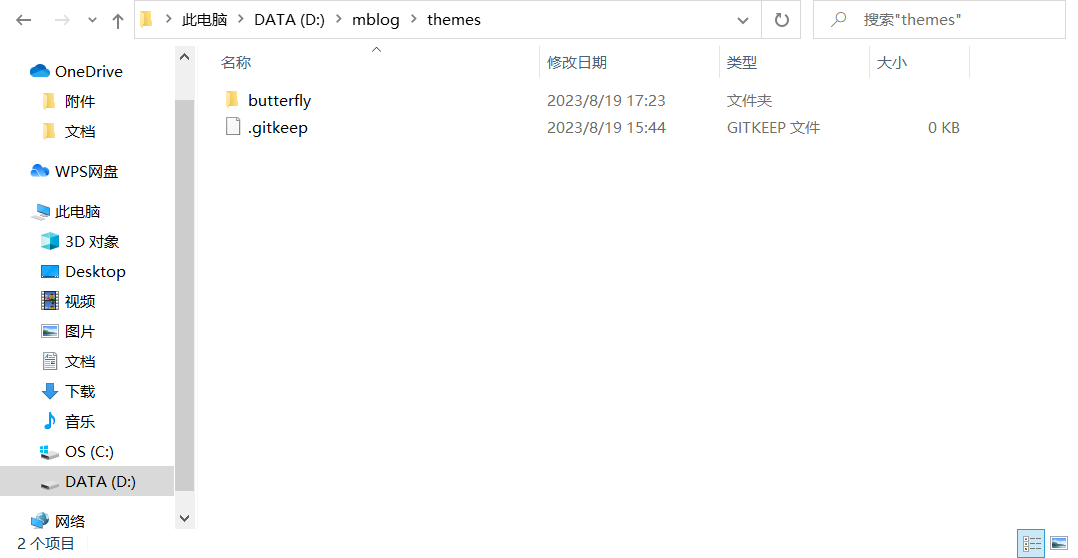 此电脑 DATA (D:) mblog themes 搜索"themes"
名称 修改日期 类型 大小
OneDrive
附件
文档
WPS网盘
此电脑
3D 对象
Desktop
视频
图片
文档
下载
音乐
OS (C:)
DATA (D:)
网络
butterfly 2023/8/19 17:23 文件夹
.gitkeep 2023/8/19 15:44 GITKEEP 文件 0 KB
2 个项目